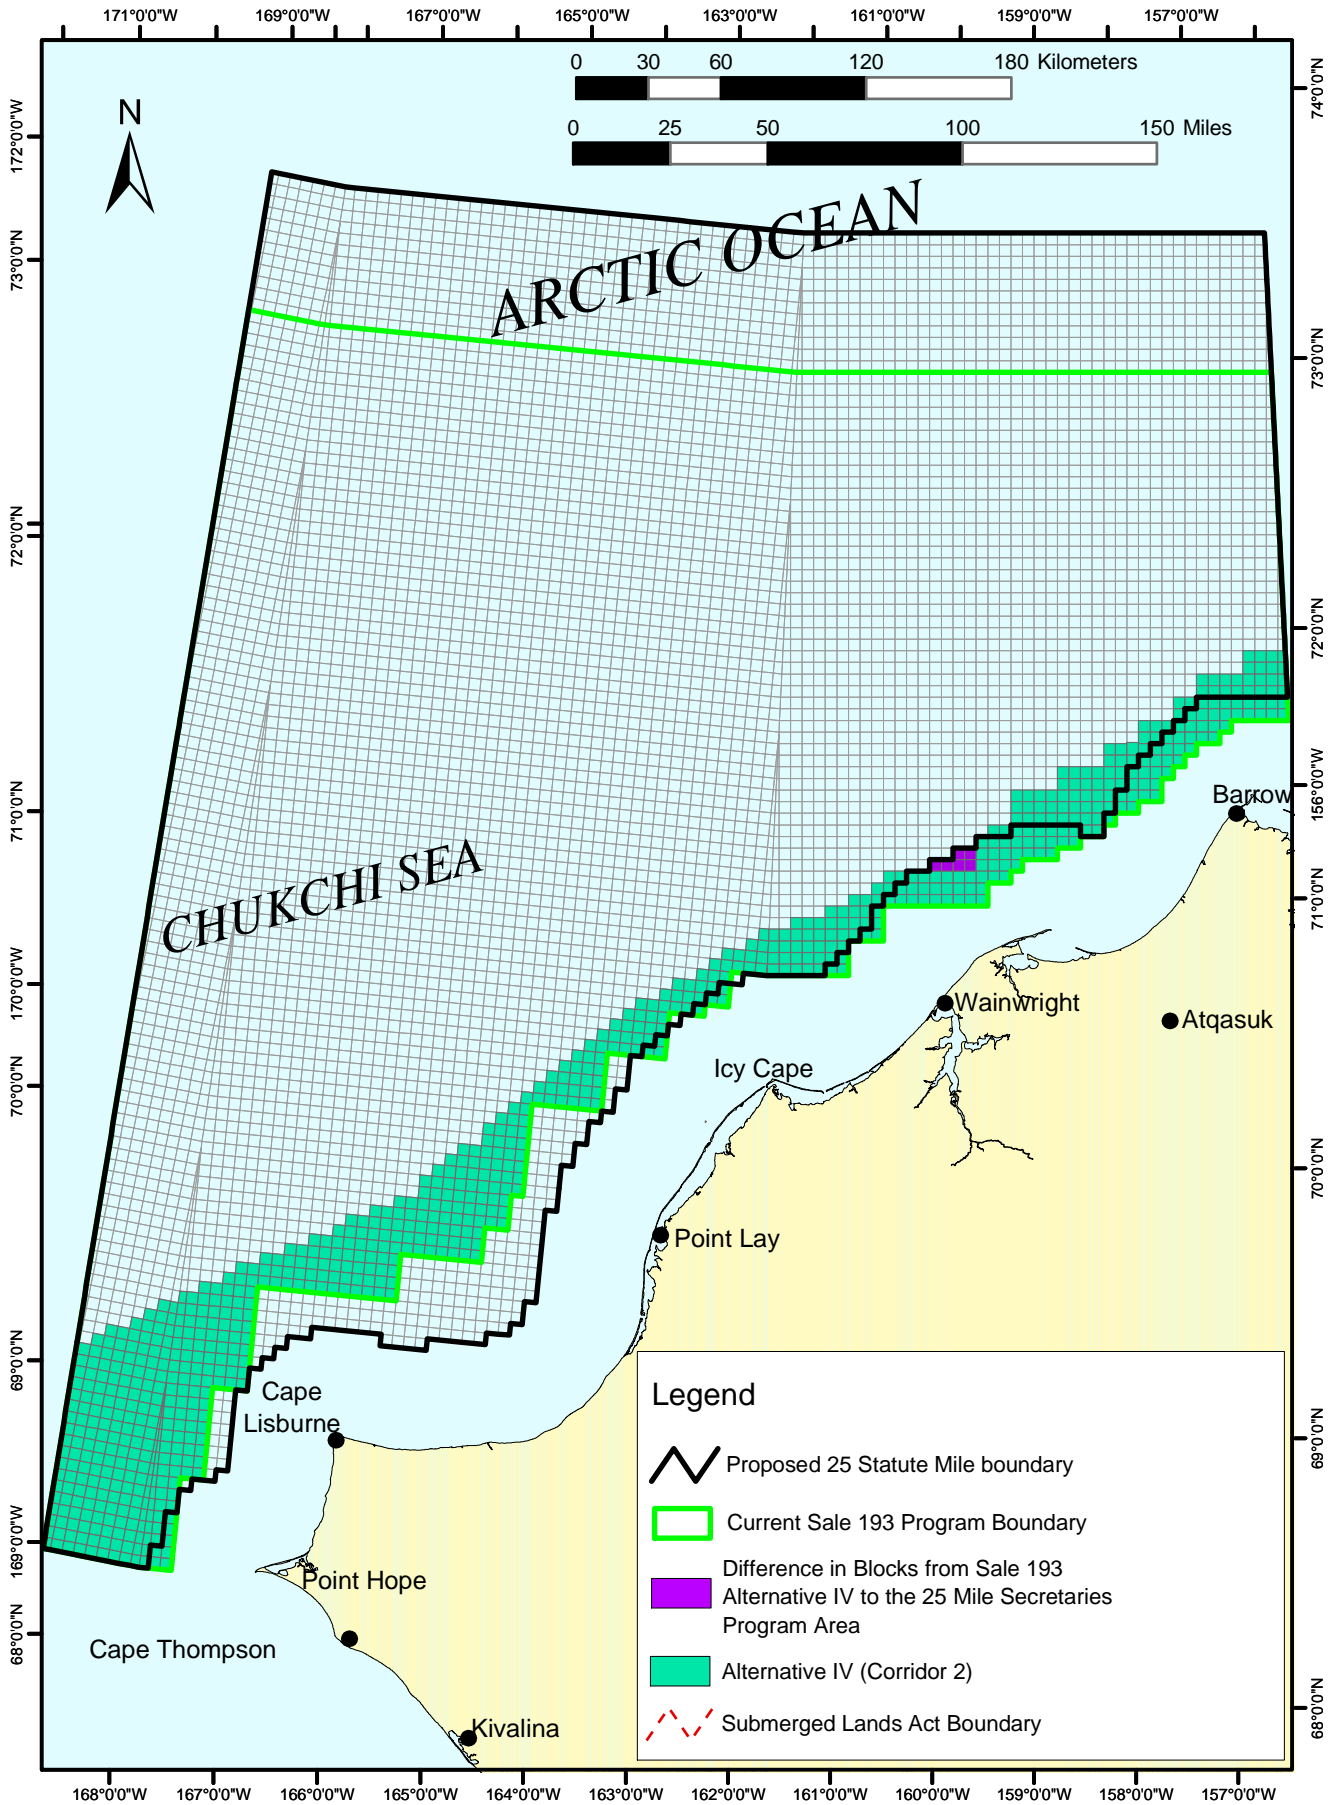 171°0'0"W 169°0'0"W 167°0'0"W 165°0'0"W 163°0'0"W 161°0'0"W 159°0'0"W 157°0'0"W
0 30 60 120 180 Kilometers
0 25 50 100 150 Miles
N
172°0'0"W
73°0'0"N
72°0'0"N
71°0'0"N
170°0'0"W
70°0'0"N
69°0'0"N
169°0'0"W
68°0'0"N
74°0'0"N
73°0'0"N
72°0'0"N
156°0'0"W
71°0'0"N
70°0'0"N
69°0'0"N
68°0'0"N
ARCTIC OCEAN
CHUKCHI SEA
Barrow
Wainwright
Atqasuk
Icy Cape
Point Lay
Cape
Lisburne
Point Hope
Cape Thompson
Kivalina
Legend
Proposed 25 Statute Mile boundary
Current Sale 193 Program Boundary
Difference in Blocks from Sale 193
Alternative IV to the 25 Mile Secretaries
Program Area
Alternative IV (Corridor 2)
Submerged Lands Act Boundary
168°0'0"W 167°0'0"W 166°0'0"W 165°0'0"W 164°0'0"W 163°0'0"W 162°0'0"W 161°0'0"W 160°0'0"W 159°0'0"W 158°0'0"W 157°0'0"W